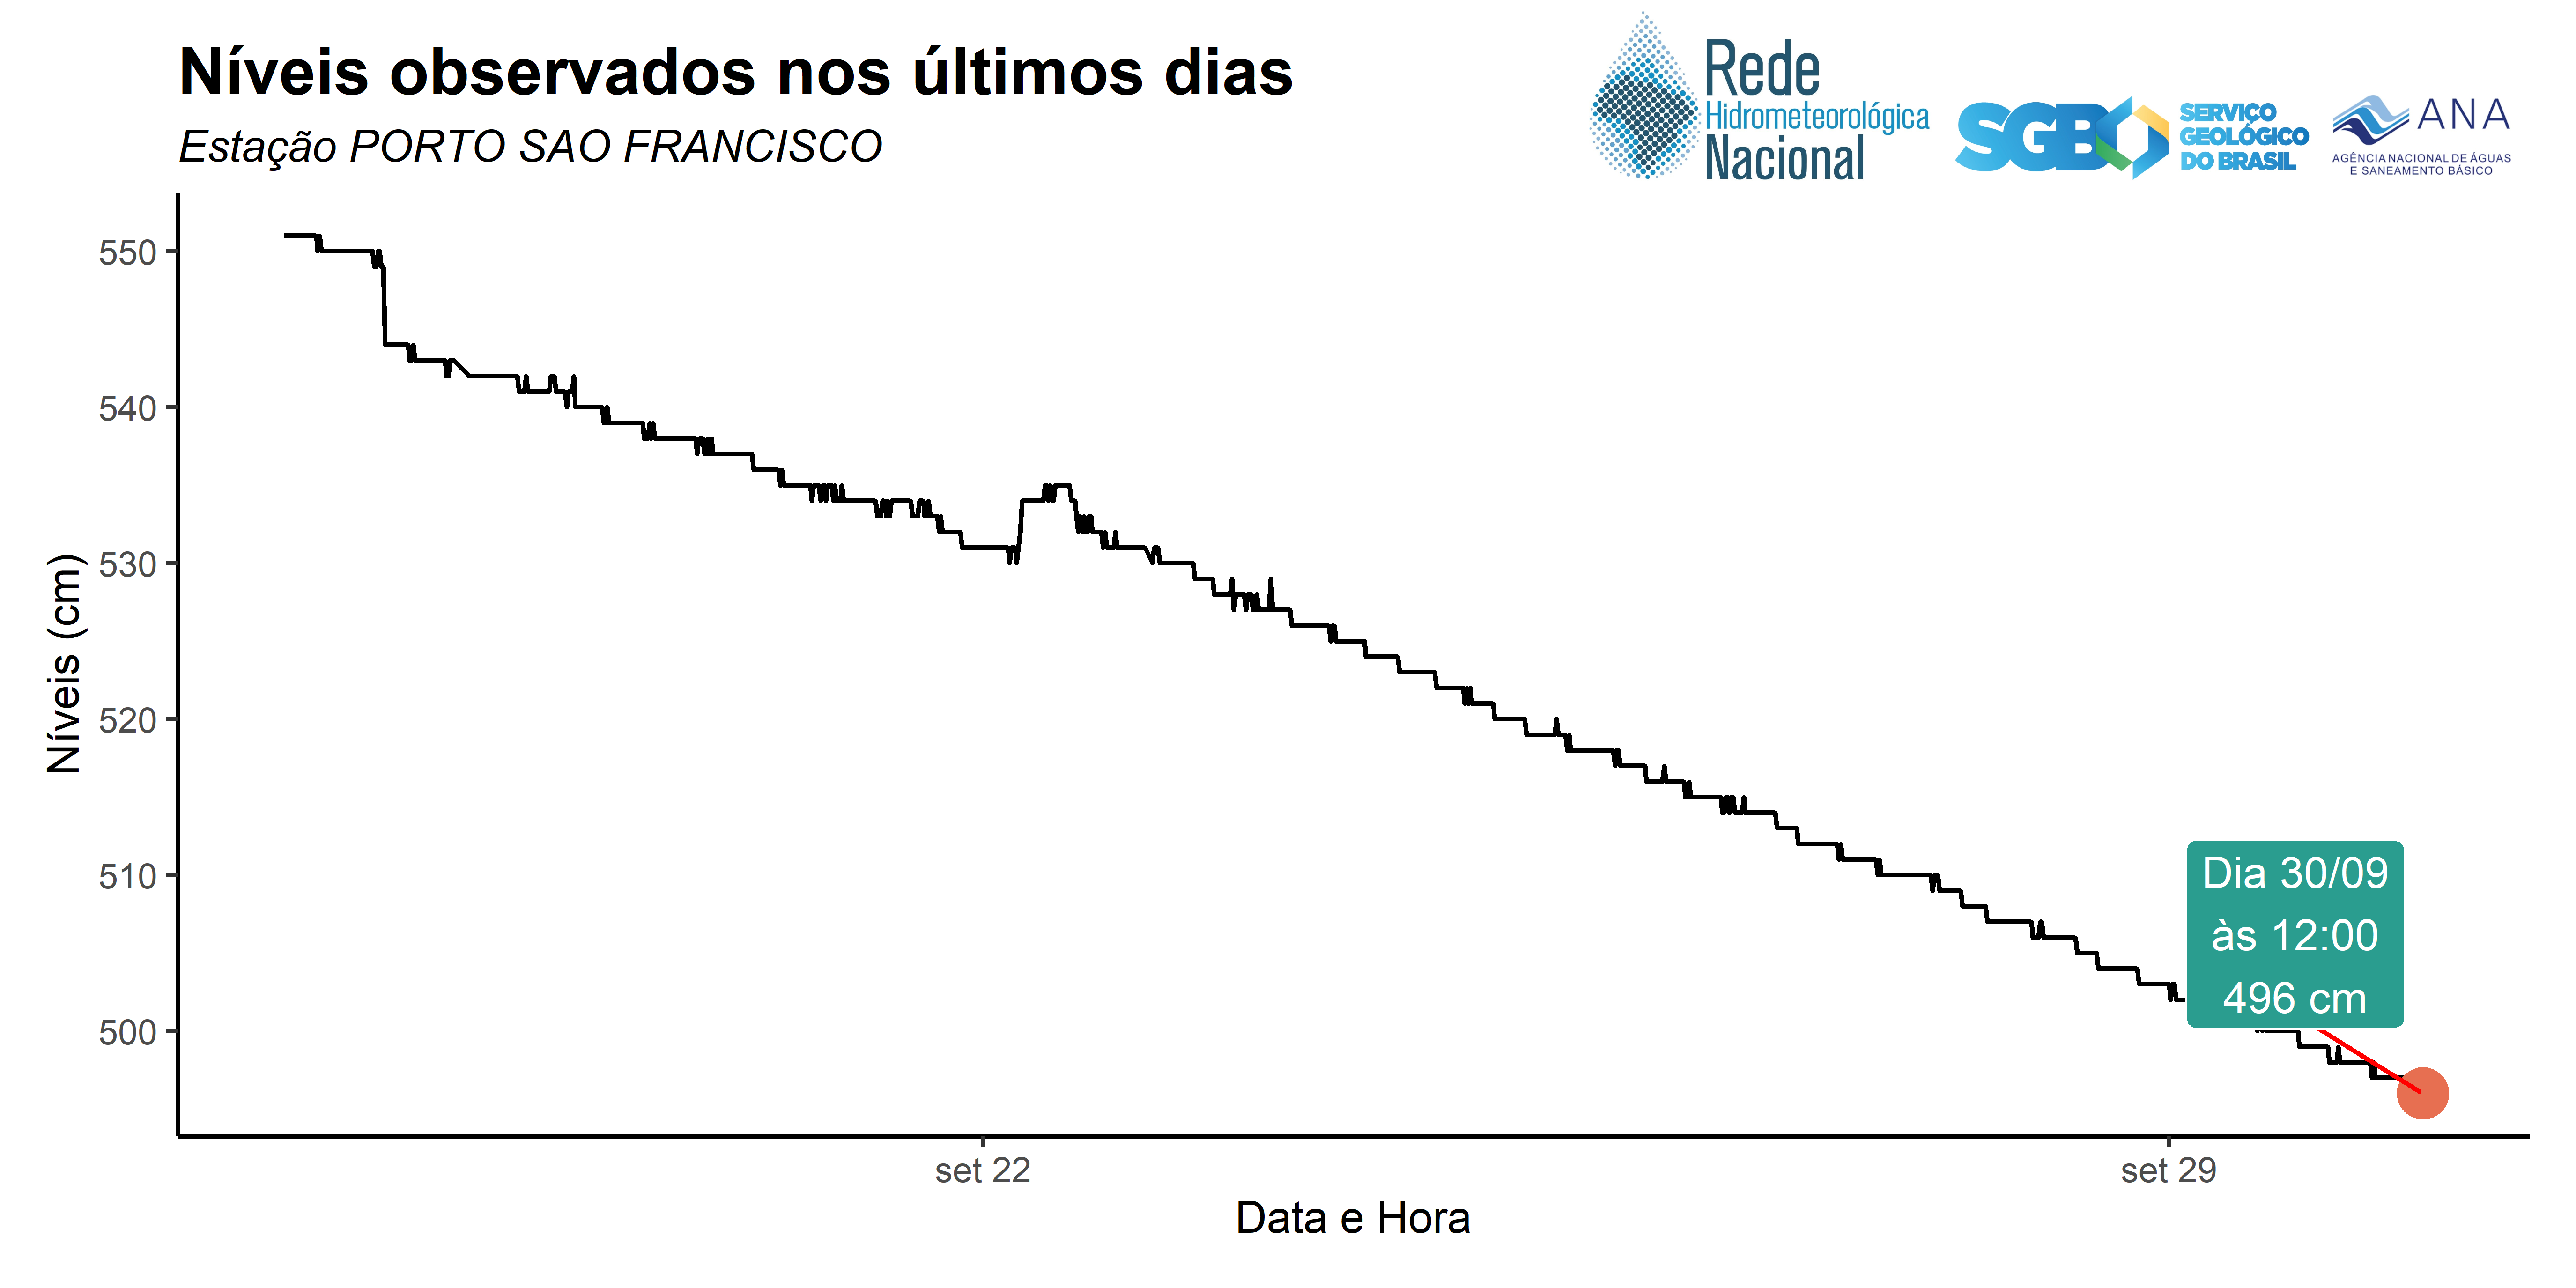 Níveis observados nos últimos dias
Estação PORTO SAO FRANCISCO
Rede
Hidrometeorológica
Nacional
SGB
SERVIÇO
GEOLÓGICO
DO BRASIL
ANA
AGÊNCIA NACIONAL DE ÁGUAS
E SANEAMENTO BÁSICO
Níveis (cm)
550
540
530
520
510
500
Dia 30/09
às 12:00
496 cm
set 22
set 29
Data e Hora